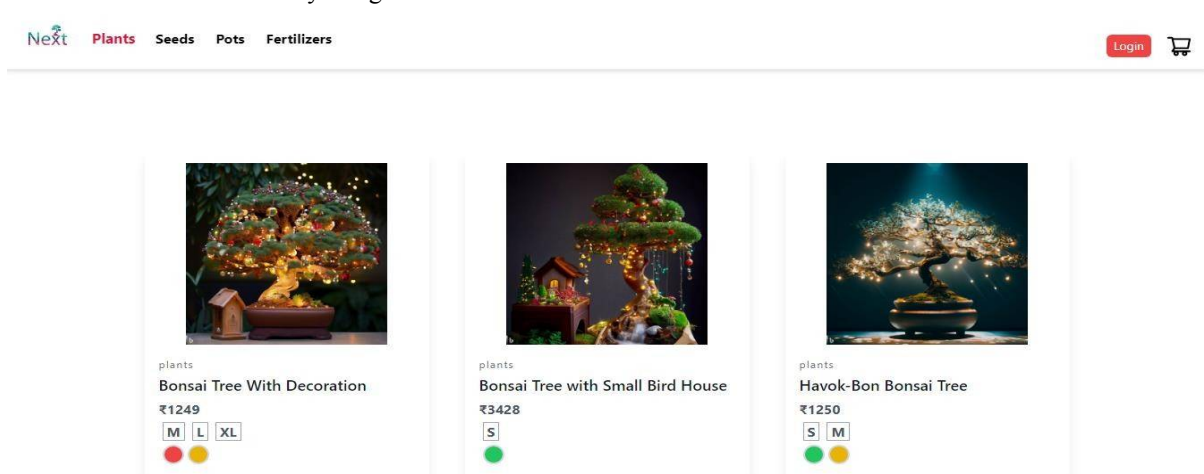 Next Plants Seeds Pots Fertilizers
Login
plants
Bonsai Tree With Decoration
₹1249
M L XL
plants
Bonsai Tree with Small Bird House
₹3428
S
plants
Havok-Bon Bonsai Tree
₹1250
S M